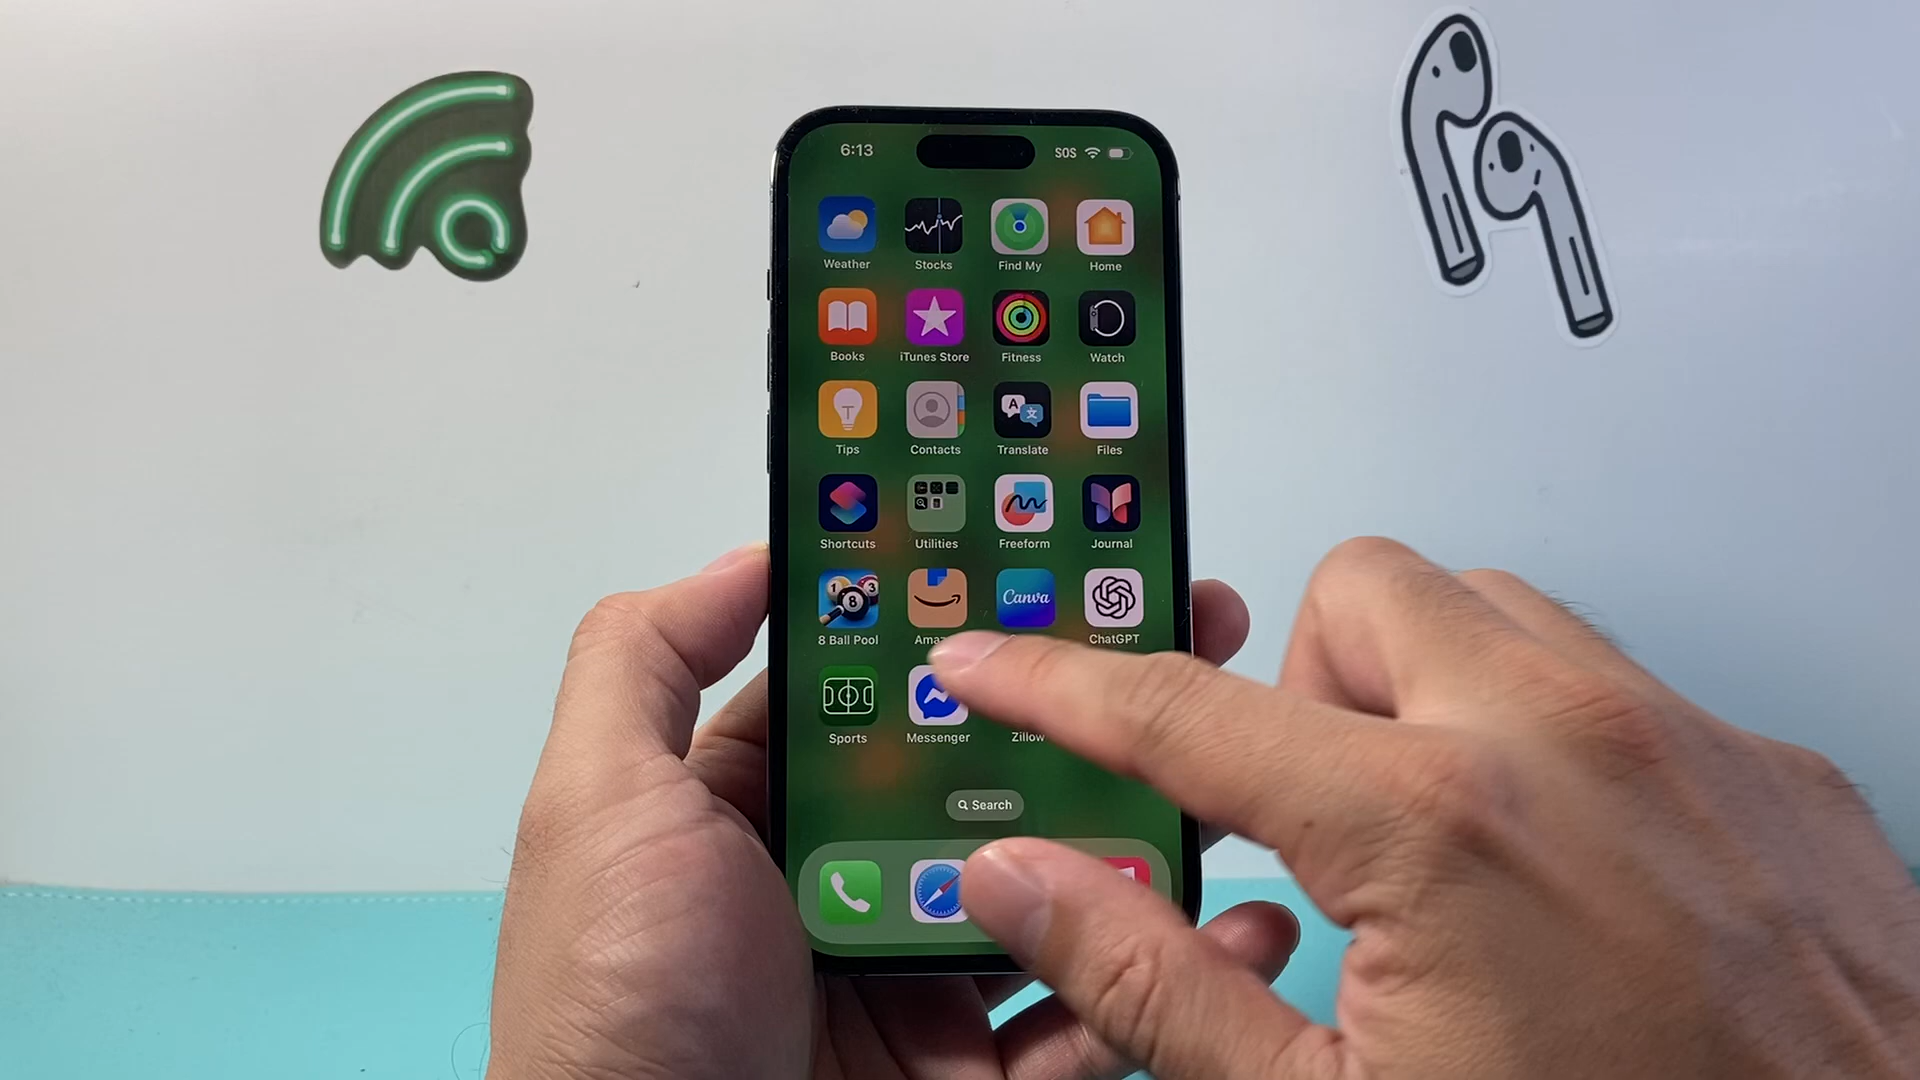 6:13 SOS
Weather Stocks Find My Home
Books iTunes Store Fitness Watch
Tips Contacts Translate Files
Shortcuts Utilities Freeform Journal
Canva
8 Ball Pool Ama ChatGPT
Sports Messenger Zillow
Search